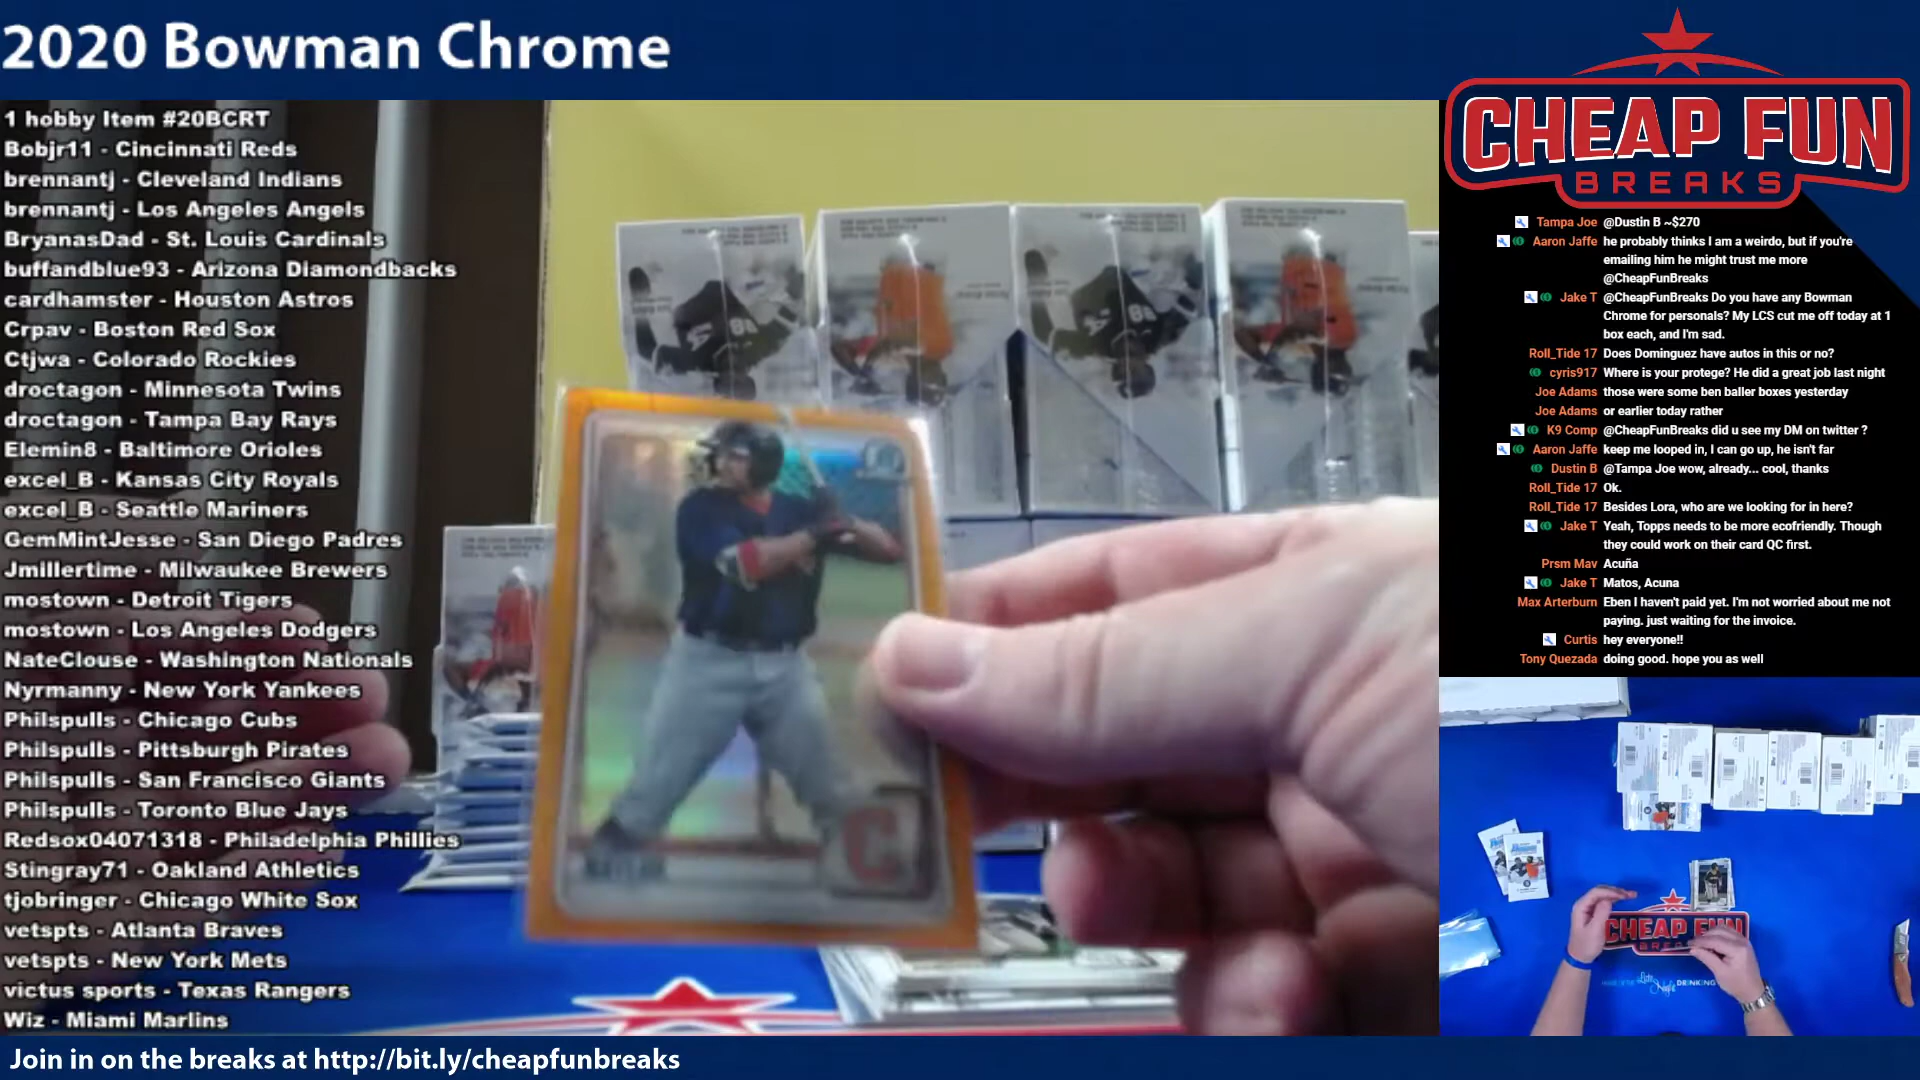 2020 Bowman Chrome
1 hobby Item #20BCRT
Bobjr11 - Cincinnati Reds
brennantj - Cleveland Indians
brennantj - Los Angeles Angels
BryanasDad - St. Louis Cardinals
buffandblue93 - Arizona Diamondbacks
cardhamster - Houston Astros
Crpav - Boston Red Sox
Ctjwa - Colorado Rockies
droctagon - Minnesota Twins
droctagon - Tampa Bay Rays
Elemin8 - Baltimore Orioles
excel_B - Kansas City Royals
excel_B - Seattle Mariners
GemMintJesse - San Diego Padres
Jmillertime - Milwaukee Brewers
mostown - Detroit Tigers
mostown - Los Angeles Dodgers
NateClouse - Washington Nationals
Nyrmanny - New York Yankees
Philspulls - Chicago Cubs
Philspulls - Pittsburgh Pirates
Philspulls - San Francisco Giants
Philspulls - Toronto Blue Jays
Redsox04071318 - Philadelphia Phillies
Stingray71 - Oakland Athletics
tjobringer - Chicago White Sox
vetspts - Atlanta Braves
vetspts - New York Mets
victus sports - Texas Rangers
Wiz - Miami Marlins
Join in on the breaks at http://bit.ly/cheapfunbreaks
C
CHEAP FUN
BREAKS
Tampa Joe @Dustin B ~$270
Aaron Jaffe he probably thinks I am a weirdo, but if you're
emailing him he might trust me more
@CheapFunBreaks
Jake T @CheapFunBreaks Do you have any Bowman
Chrome for personals? My LCS cut me off today at 1
box each, and I'm sad.
Roll_Tide 17 Does Dominguez have autos in this or no?
cyris917 Where is your protege? He did a great job last night
Joe Adams those were some ben baller boxes yesterday
Joe Adams or earlier today rather
K9 Comp @CheapFunBreaks did u see my DM on twitter ?
Aaron Jaffe keep me looped in, I can go up, he isn't far
Dustin B @Tampa Joe wow, already... cool, thanks
Roll_Tide 17 Ok.
Roll_Tide 17 Besides Lora, who are we looking for in here?
Jake T Yeah, Topps needs to be more ecofriendly. Though
they could work on their card QC first.
Prsm Mav Acuña
Jake T Matos, Acuna
Max Arterburn Eben I haven't paid yet. I'm not worried about me not
paying. just waiting for the invoice.
Curtis hey everyone!!
Tony Quezada doing good. hope you as well
CHEAP FUN
BREAKS
Late Night DRINKING